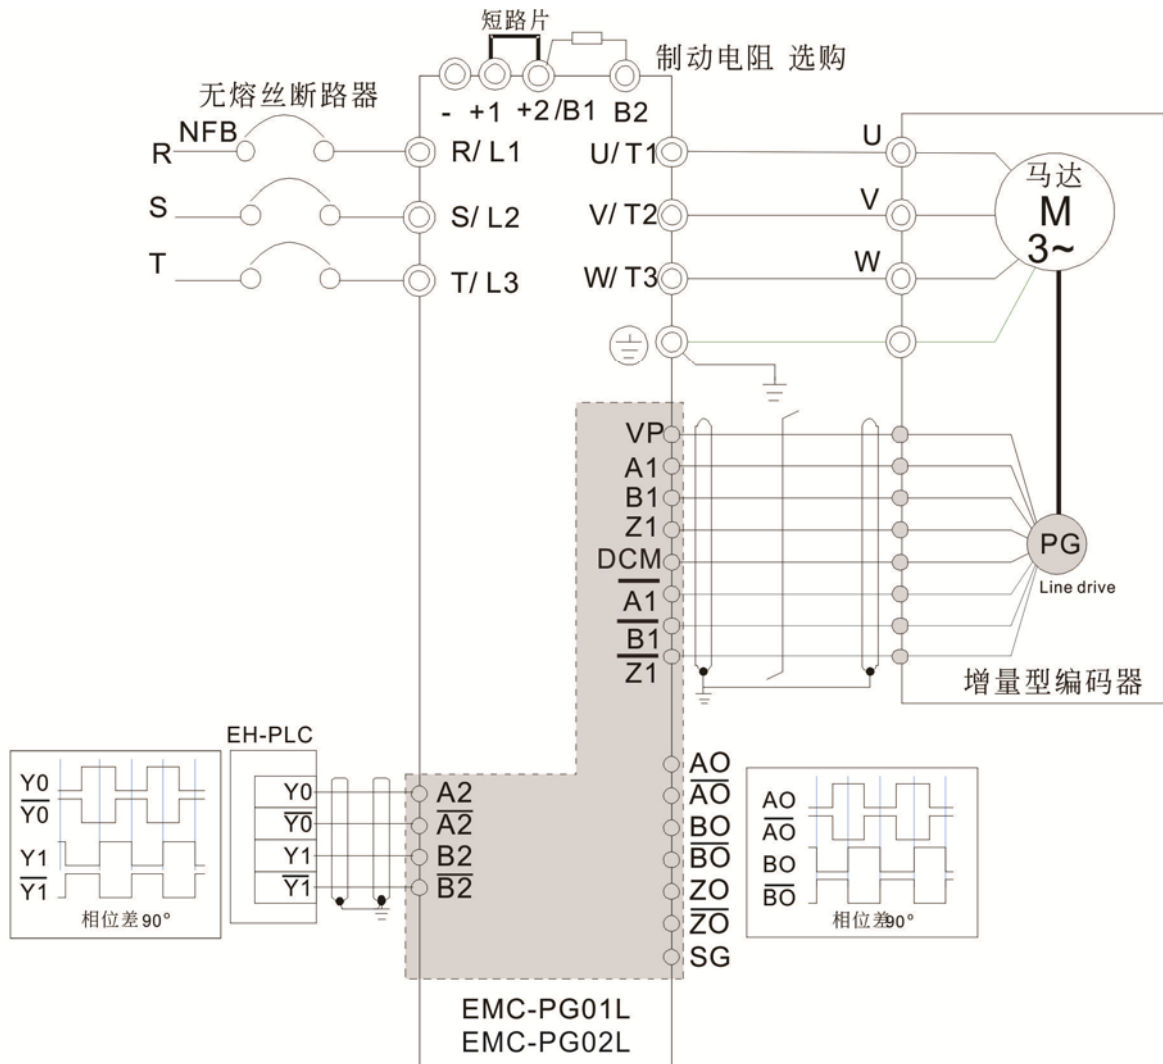 短路片
制动电阻 选购
无熔丝断路器
- +1 +2/B1 B2
NFB
R
R/ L1
U/ T1
U
S
S/ L2
V/ T2
V
T
T/ L3
W/ T3
W
马达
M
3~
VP
A1
B1
Z1
DCM
A1
B1
Z1
PG
Line drive
增量型编码器
EH-PLC
Y0
Y0
Y1
Y1
相位差90°
Y0
Y0
Y1
Y1
A2
A2
B2
B2
AO
AO
BO
BO
ZO
ZO
SG
AO
AO
BO
BO
相位差90°
EMC-PG01L
EMC-PG02L